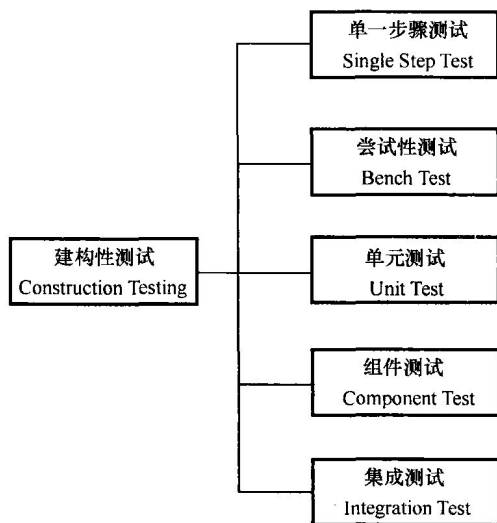 单一步骤测试
Single Step Test
尝试性测试
Bench Test
建构性测试
Construction Testing
单元测试
Unit Test
组件测试
Component Test
集成测试
Integration Test